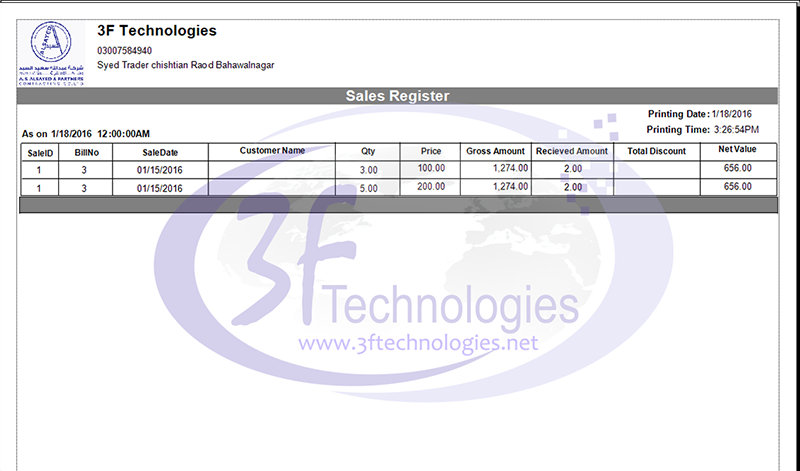 3F Technologies
03007584940
Syed Trader chishtian Raod Bahawalnagar
A.S ALSAYED & PARTNERS
Sales Register
Printing Date: 1/18/2016
As on 1/18/2016 12:00:00AM
Printing Time: 3:26:54PM
SaleID BillNo SaleDate Customer Name Qty Price Gross Amount Recieved Amount Total Discount Net Value
1 3 01/15/2016 3.00 100.00 1,274.00 2.00 656.00
1 3 01/15/2016 5.00 200.00 1,274.00 2.00 656.00
3F Technologies
www.3ftechnologies.net